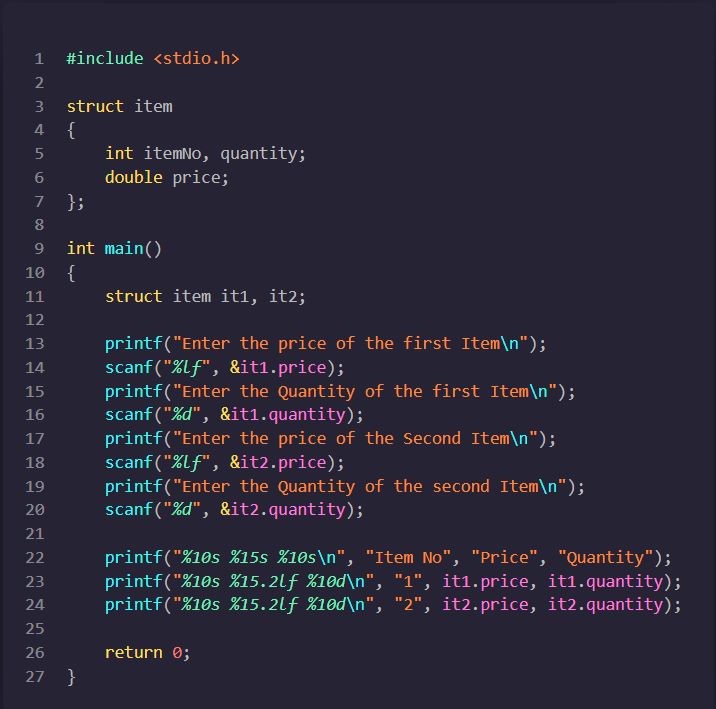 1 #include <stdio.h>
2
3 struct item
4 {
5     int itemNo, quantity;
6     double price;
7 };
8
9 int main()
10 {
11     struct item it1, it2;
12
13     printf("Enter the price of the first Item\n");
14     scanf("%lf", &it1.price);
15     printf("Enter the Quantity of the first Item\n");
16     scanf("%d", &it1.quantity);
17     printf("Enter the price of the Second Item\n");
18     scanf("%lf", &it2.price);
19     printf("Enter the Quantity of the second Item\n");
20     scanf("%d", &it2.quantity);
21
22     printf("%10s %15s %10s\n", "Item No", "Price", "Quantity");
23     printf("%10s %15.2lf %10d\n", "1", it1.price, it1.quantity);
24     printf("%10s %15.2lf %10d\n", "2", it2.price, it2.quantity);
25
26     return 0;
27 }